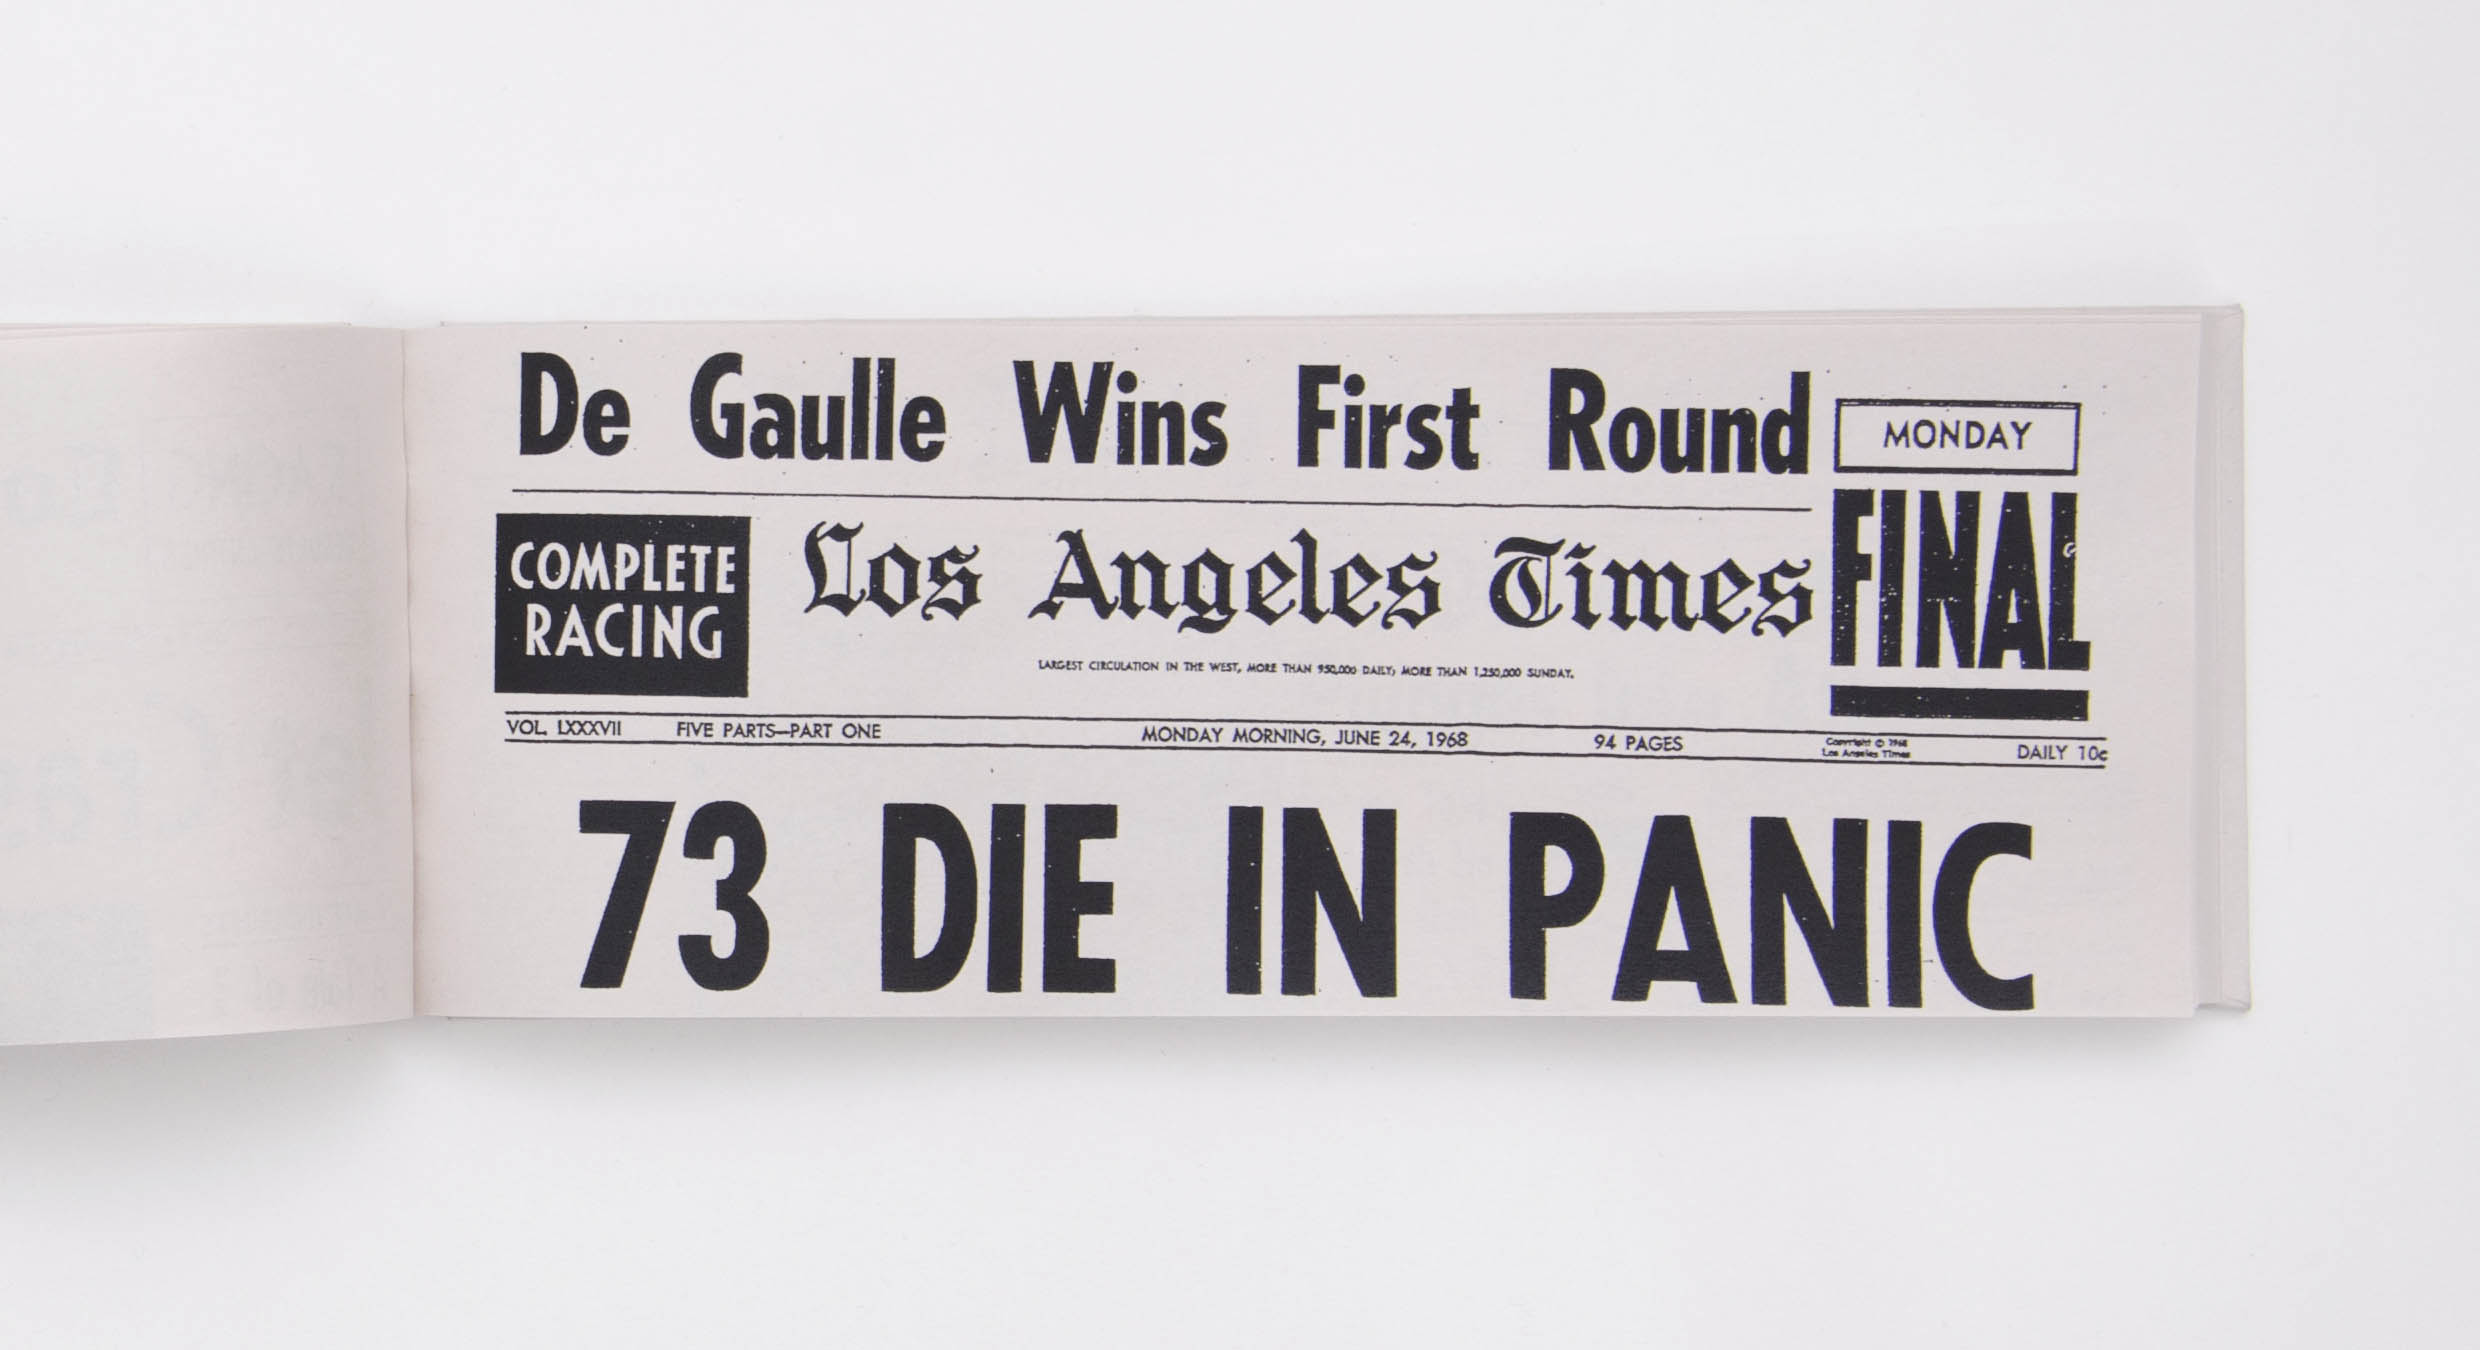 De Gaulle Wins First Round
MONDAY
FINAL
COMPLETE
RACING
Los Angeles Times
LARGEST CIRCULATION IN THE WEST, MORE THAN 950,000 DAILY; MORE THAN 1,250,000 SUNDAY.
VOL. LXXXVII FIVE PARTS—PART ONE MONDAY MORNING, JUNE 24, 1968 94 PAGES Copyright © 1968 DAILY 10c
Los Angeles Times
73 DIE IN PANIC